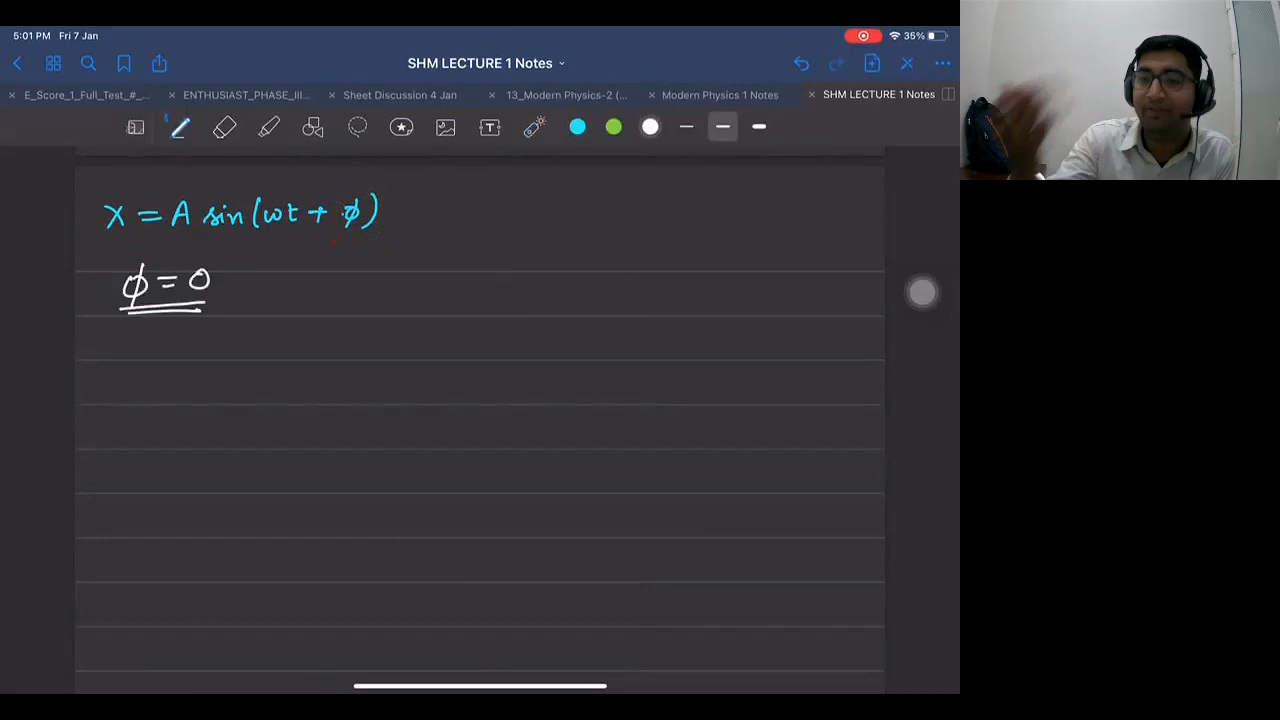 5:01 PM Fri 7 Jan
35%
SHM LECTURE 1 Notes
E_Score_1_Full_Test_#_...
ENTHUSIAST_PHASE_III...
Sheet Discussion 4 Jan
13_Modern Physics-2 (...
Modern Physics 1 Notes
SHM LECTURE 1 Notes
x = A sin(ωt + ϕ)
ϕ = 0